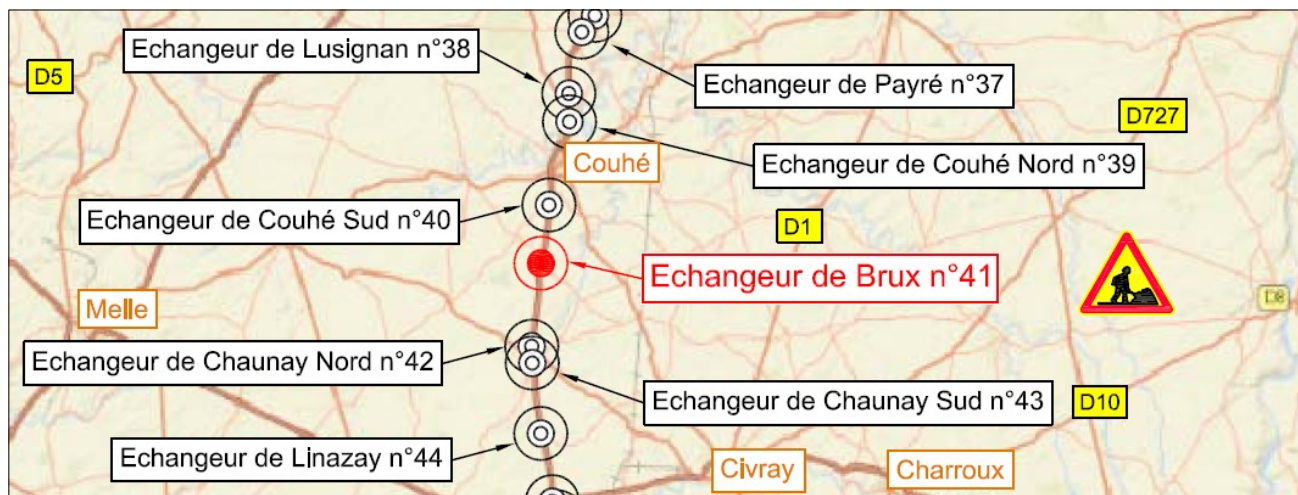 Echangeur de Lusignan n°38
D5
Echangeur de Payré n°37
D727
Couhé
Echangeur de Couhé Nord n°39
Echangeur de Couhé Sud n°40
D1
Echangeur de Brux n°41
Melle
D8
Echangeur de Chaunay Nord n°42
Echangeur de Chaunay Sud n°43
D10
Echangeur de Linazay n°44
Civray
Charroux